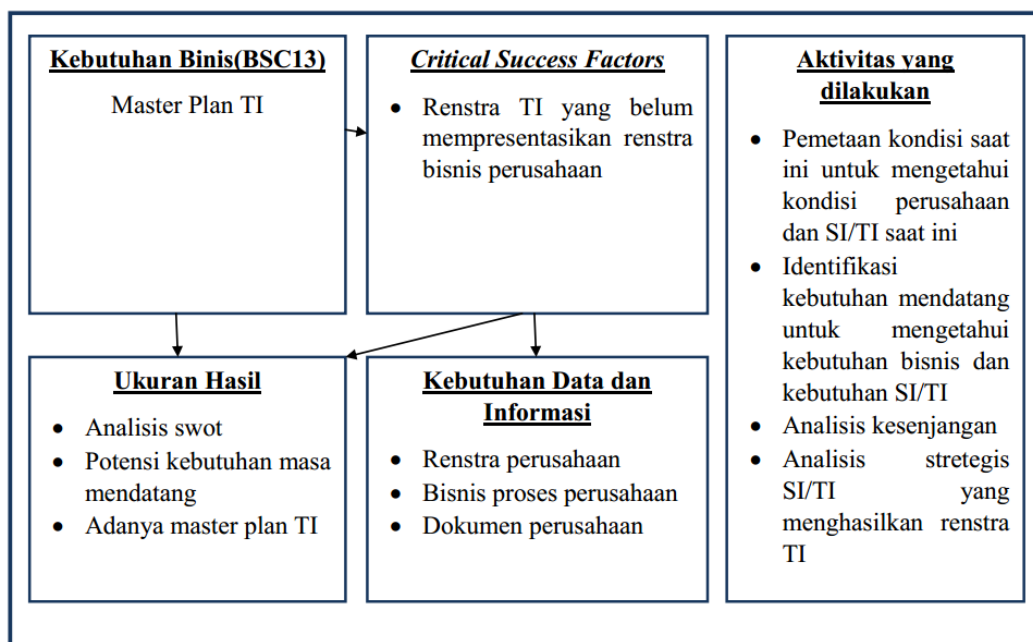 Kebutuhan Binis(BSC13)
Master Plan TI
Critical Success Factors
• Renstra TI yang belum
mempresentasikan renstra
bisnis perusahaan
Aktivitas yang
dilakukan
• Pemetaan kondisi saat
ini untuk mengetahui
kondisi perusahaan
dan SI/TI saat ini
• Identifikasi
kebutuhan mendatang
untuk mengetahui
kebutuhan bisnis dan
kebutuhan SI/TI
• Analisis kesenjangan
• Analisis stretegis
SI/TI yang
menghasilkan renstra
TI
Ukuran Hasil
• Analisis swot
• Potensi kebutuhan masa
mendatang
• Adanya master plan TI
Kebutuhan Data dan
Informasi
• Renstra perusahaan
• Bisnis proses perusahaan
• Dokumen perusahaan